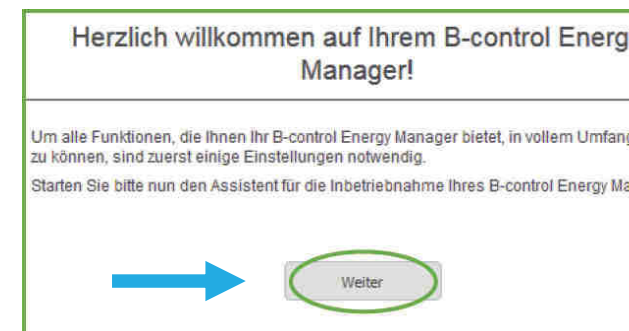 Herzlich willkommen auf Ihrem B-control Energ
Manager!
Um alle Funktionen, die Ihnen Ihr B-control Energy Manager bietet, in vollem Umfang
zu können, sind zuerst einige Einstellungen notwendig.
Starten Sie bitte nun den Assistent für die Inbetriebnahme Ihres B-control Energy Ma
Weiter